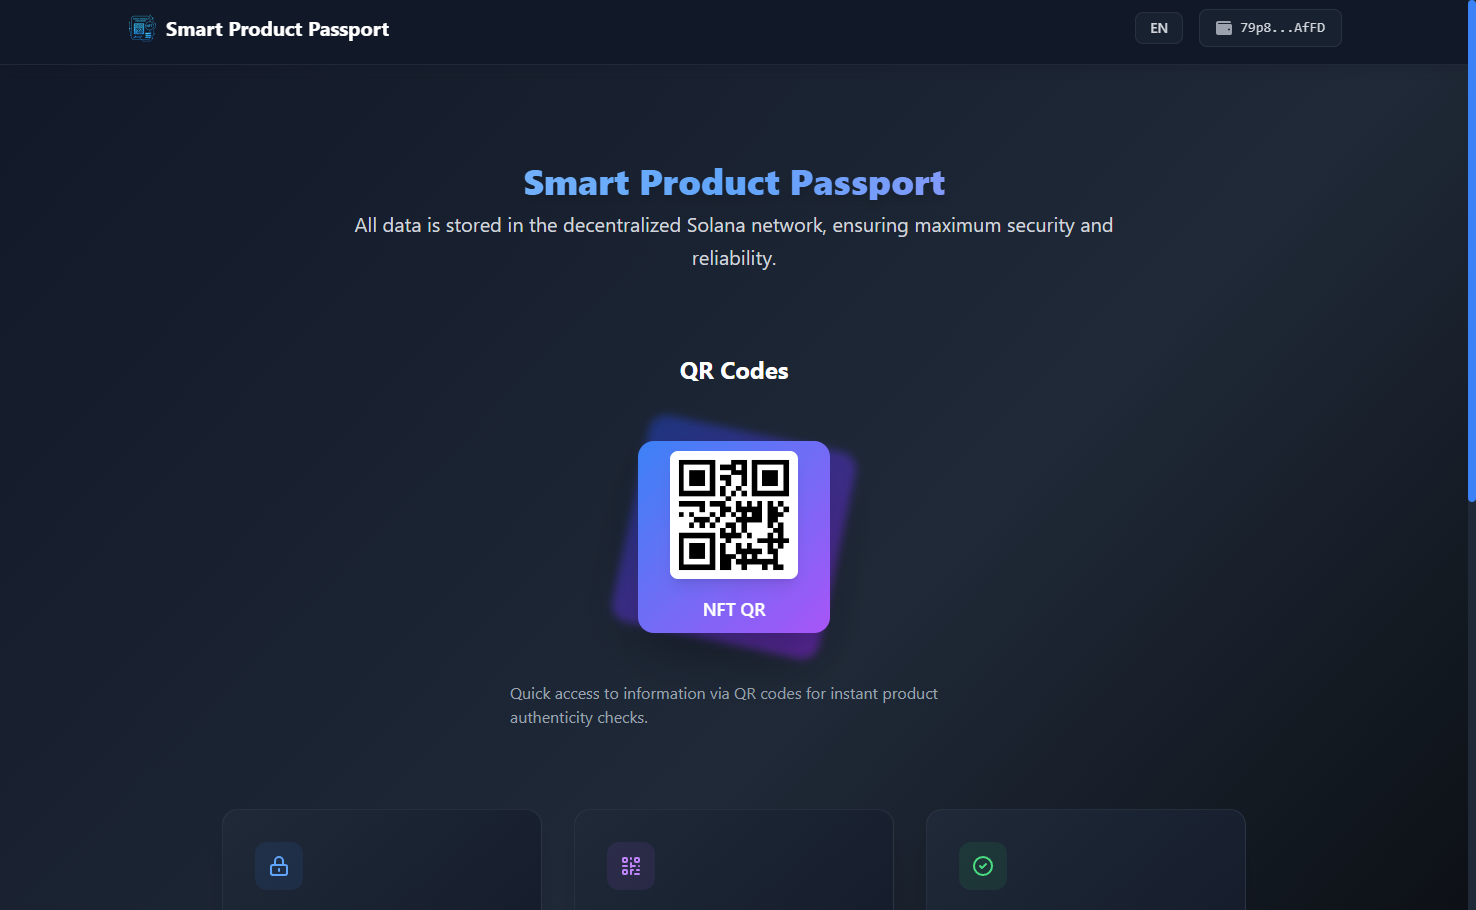 Smart Product Passport
EN
79p8...AfFD
Smart Product Passport
All data is stored in the decentralized Solana network, ensuring maximum security and
reliability.
QR Codes
NFT QR
Quick access to information via QR codes for instant product
authenticity checks.